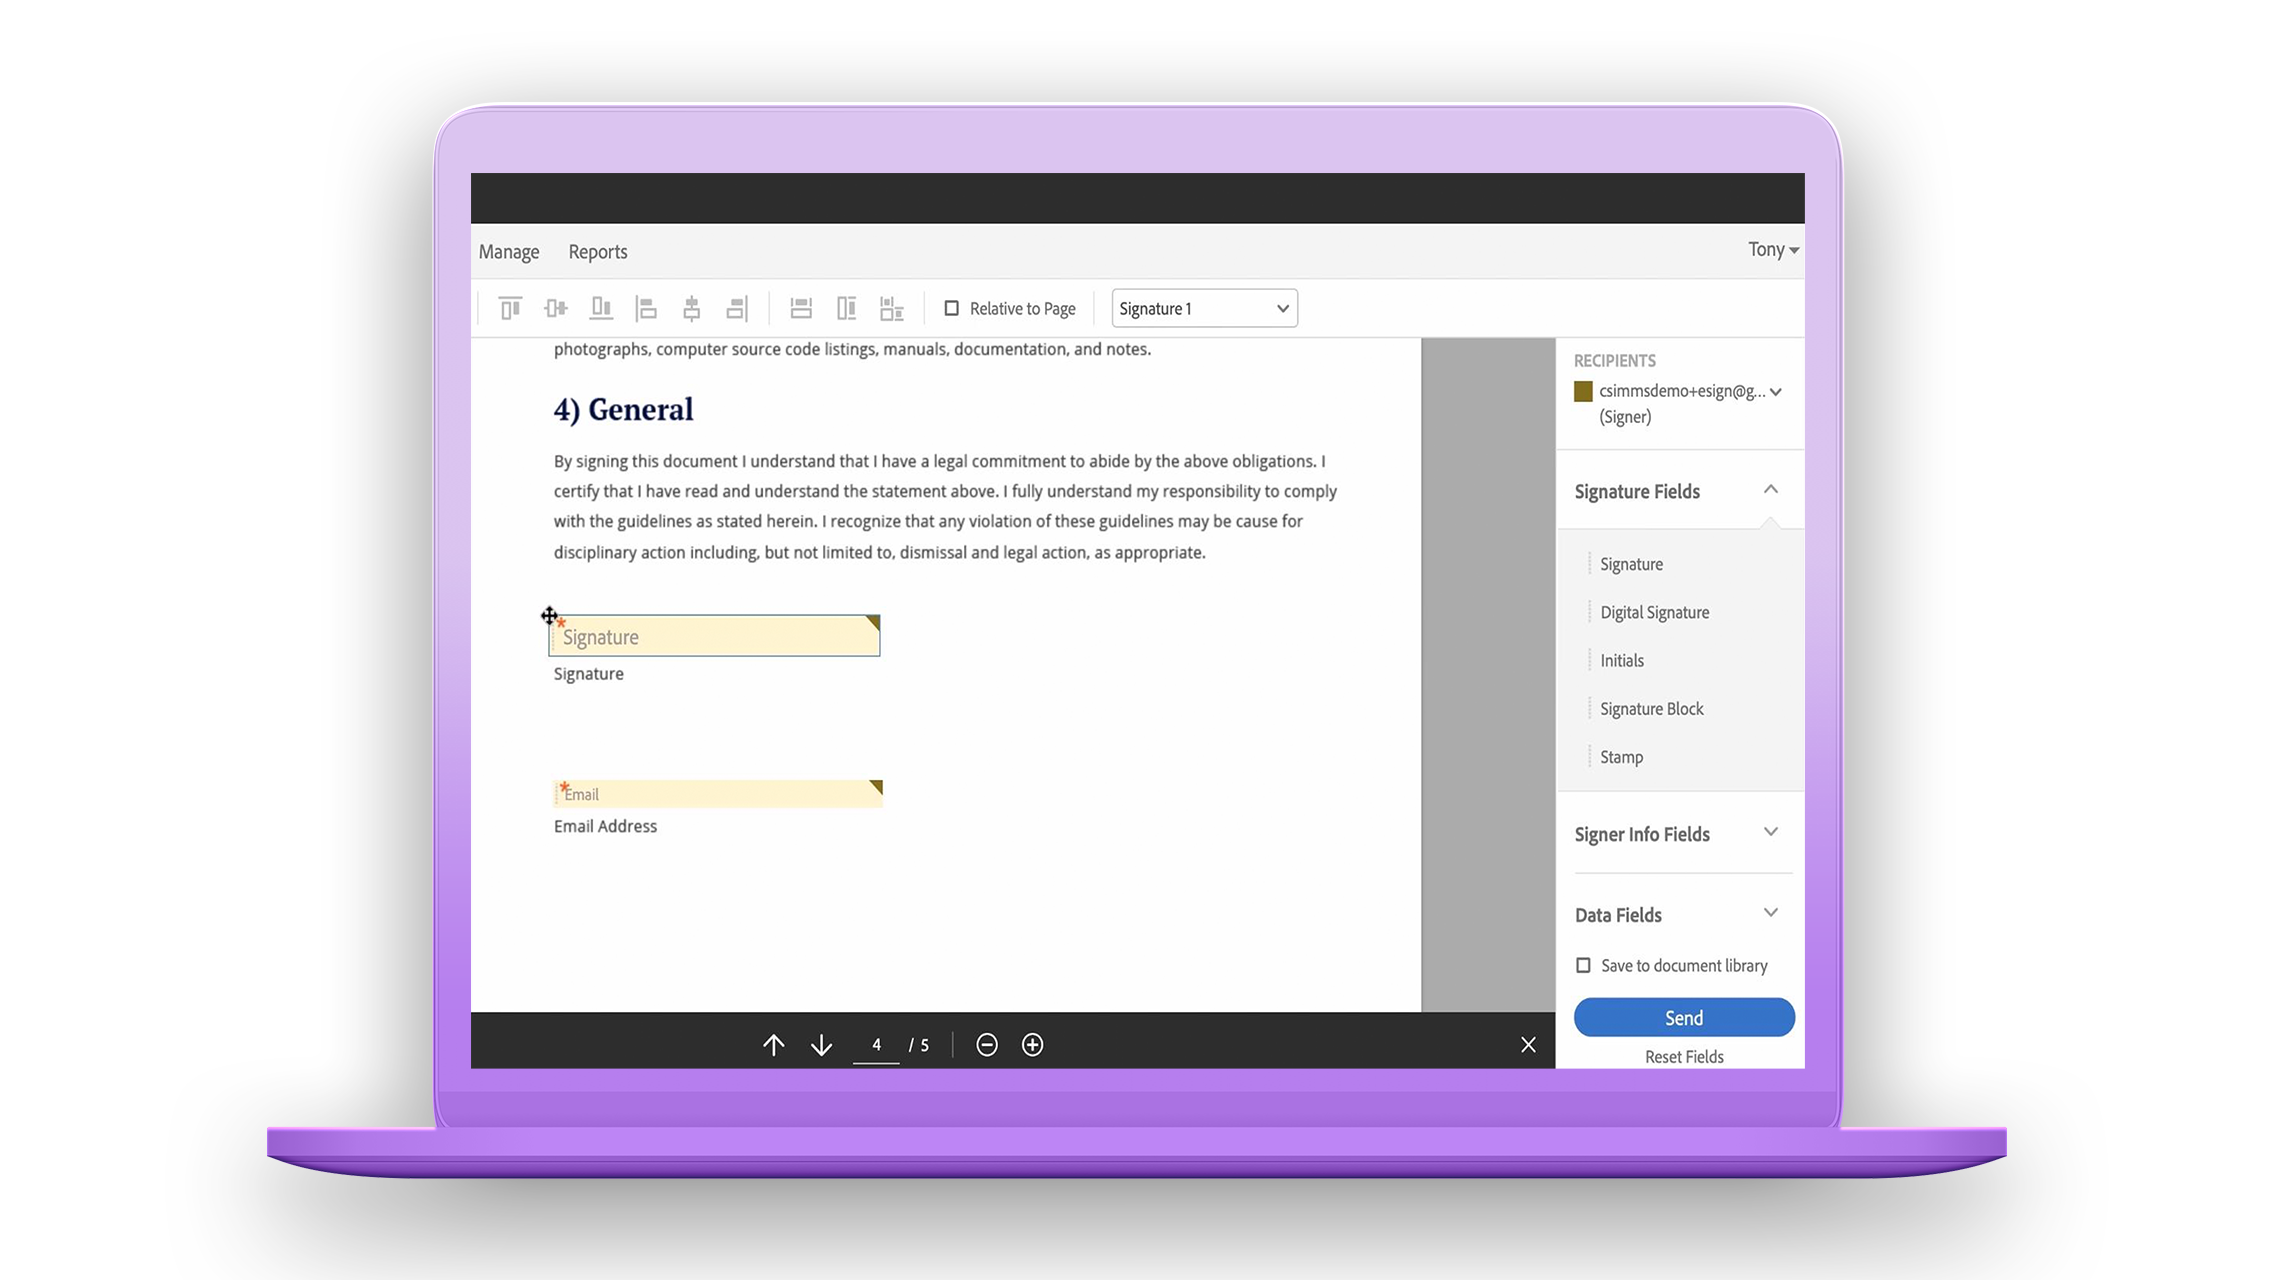 Manage Reports Tony
Relative to Page Signature 1
photographs, computer source code listings, manuals, documentation, and notes.
4) General
By signing this document I understand that I have a legal commitment to abide by the above obligations. I
certify that I have read and understand the statement above. I fully understand my responsibility to comply
with the guidelines as stated herein. I recognize that any violation of these guidelines may be cause for
disciplinary action including, but not limited to, dismissal and legal action, as appropriate.
* Signature
Signature
* Email
Email Address
4 / 5
RECIPIENTS
csimmsdemo+esign@g...
(Signer)
Signature Fields
Signature
Digital Signature
Initials
Signature Block
Stamp
Signer Info Fields
Data Fields
Save to document library
Send
Reset Fields